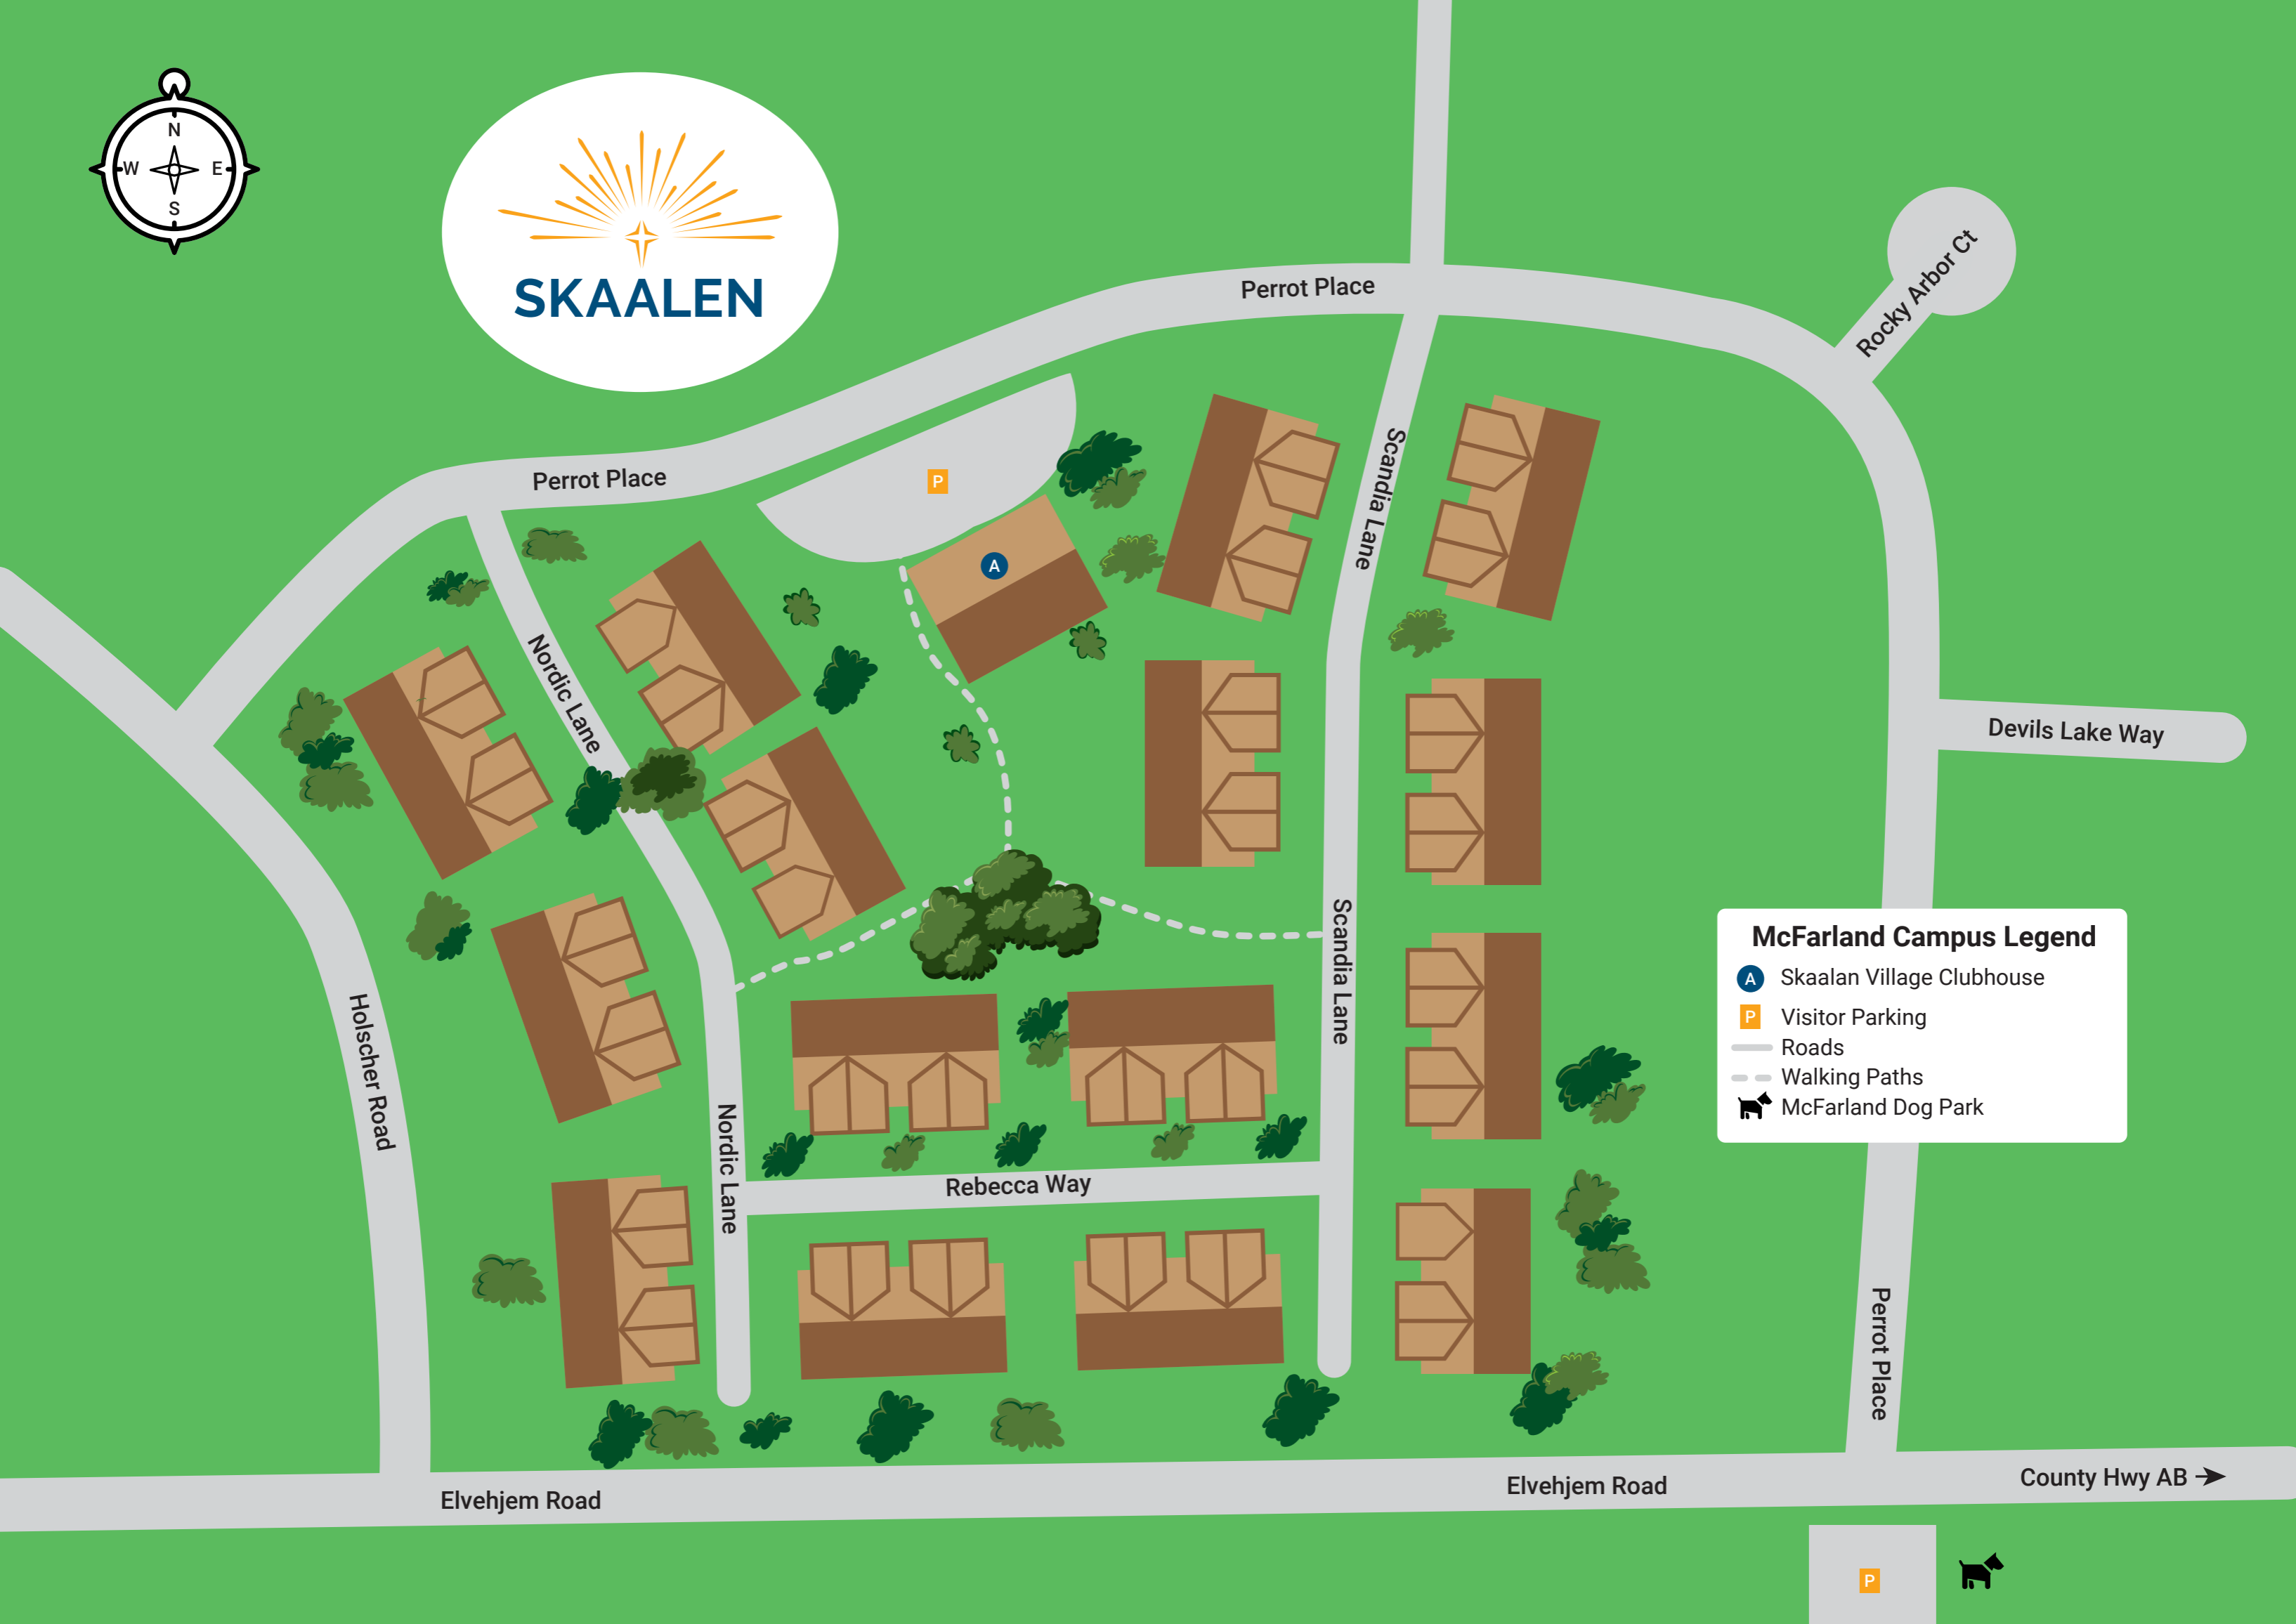 N
W
E
S
SKAALEN
Perrot Place
Rocky Arbor Ct
Perrot Place
Scandia Lane
P
A
Nordic Lane
Devils Lake Way
Scandia Lane
McFarland Campus Legend
A Skaalan Village Clubhouse
P Visitor Parking
Roads
Walking Paths
McFarland Dog Park
Holscher Road
Nordic Lane
Rebecca Way
Perrot Place
Elvehjem Road
Elvehjem Road
County Hwy AB
P